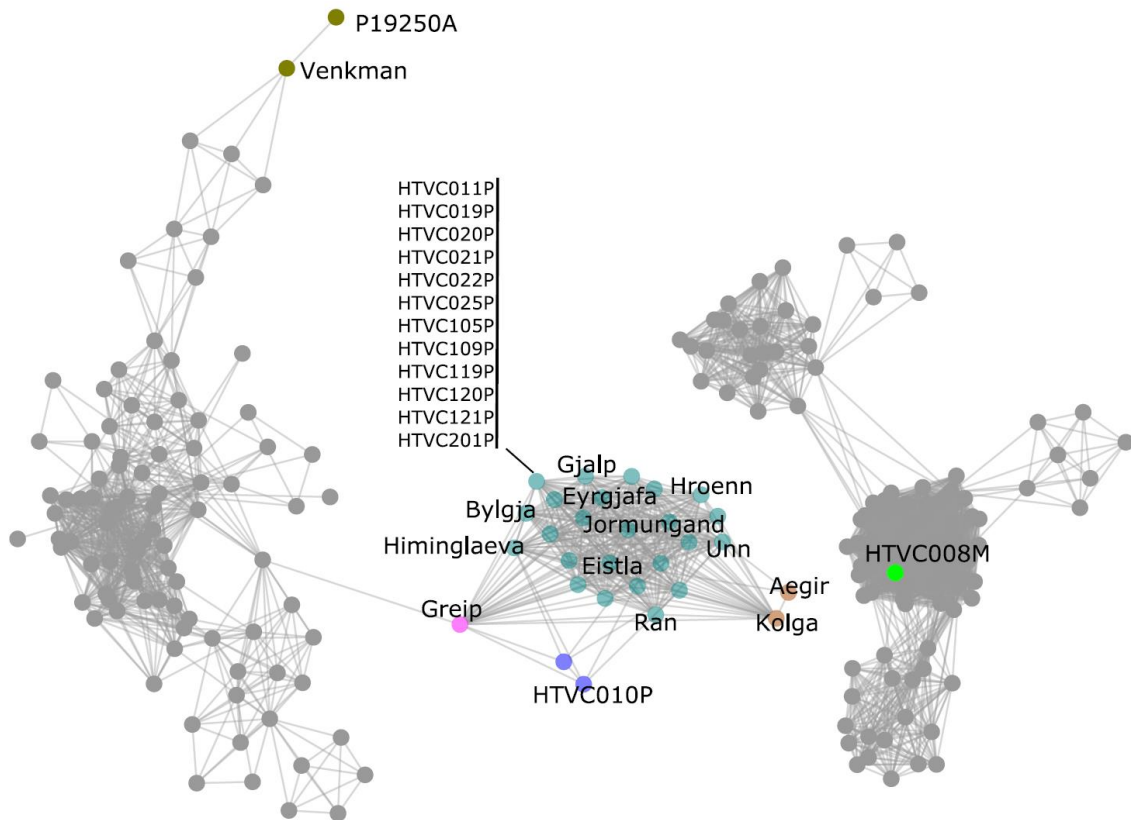 P19250A
Venkman
HTVC011P
HTVC019P
HTVC020P
HTVC021P
HTVC022P
HTVC025P
HTVC105P
HTVC109P
HTVC119P
HTVC120P
HTVC121P
HTVC201P
Gjalp
Hroenn
Eyrgjafa
Bylgja
Jormungand
Himinglaeva
Unn
HTVC008M
Eistla
Aegir
Greip
Ran
Kolga
HTVC010P